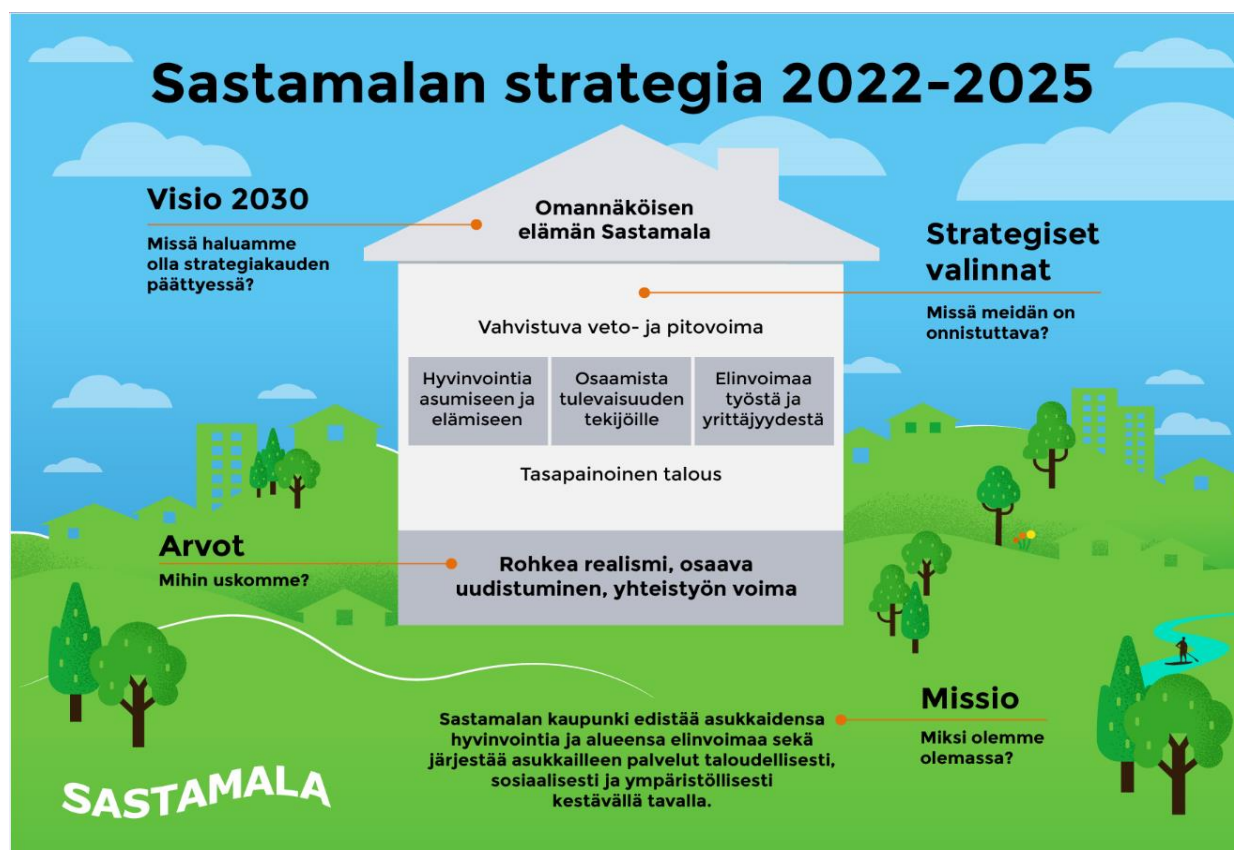 Sastamalan strategia 2022-2025
Visio 2030
Missä haluamme
olla strategiakauden
päättyessä?
Omannäköisen
elämän Sastamala
Strategiset
valinnat
Missä meidän on
onnistuttava?
Vahvistuva veto- ja pitovoima
Hyvinvointia
asumiseen ja
elämiseen
Osaamista
tulevaisuuden
tekijöille
Elinvoimaa
työstä ja
yrittäjyydestä
Tasapainoinen talous
Arvot
Mihin uskomme?
Rohkea realismi, osaava
uudistuminen, yhteistyön voima
Missio
Miksi olemme
olemassa?
Sastamalan kaupunki edistää asukkaidensa
hyvinvointia ja alueensa elinvoimaa sekä
järjestää asukkailleen palvelut taloudellisesti,
sosiaalisesti ja ympäristöllisesti
kestävällä tavalla.
SASTAMALA